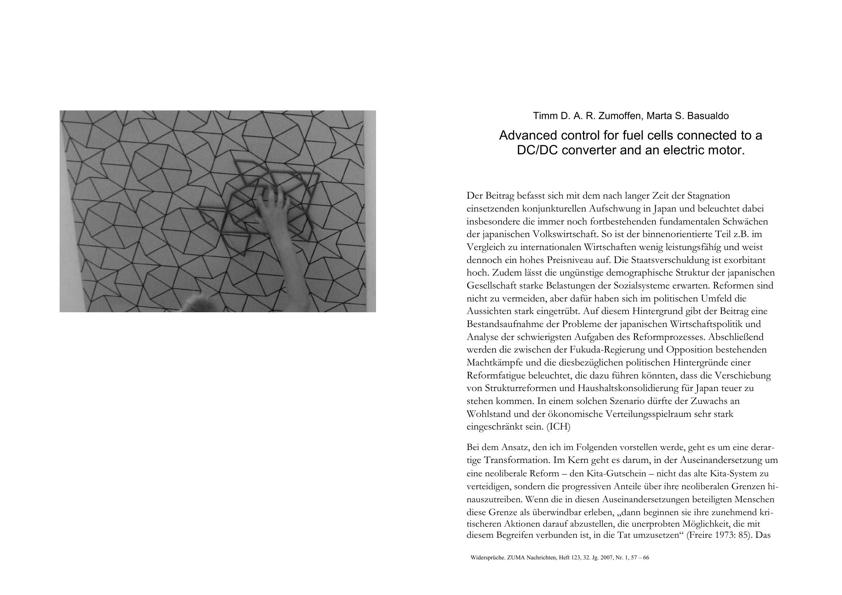 Timm D. A. R. Zumoffen, Marta S. Basualdo
Advanced control for fuel cells connected to a
DC/DC converter and an electric motor.
Der Beitrag befasst sich mit dem nach langer Zeit der Stagnation
einsetzenden konjunkturellen Aufschwung in Japan und beleuchtet dabei
insbesondere die immer noch fortbestehenden fundamentalen Schwächen
der japanischen Volkswirtschaft. So ist der binnenorientierte Teil z.B. im
Vergleich zu internationalen Wirtschaften wenig leistungsfähig und weist
dennoch ein hohes Preisniveau auf. Die Staatsverschuldung ist exorbitant
hoch. Zudem lässt die ungünstige demographische Struktur der japanischen
Gesellschaft starke Belastungen der Sozialsysteme erwarten. Reformen sind
nicht zu vermeiden, aber dafür haben sich im politischen Umfeld die
Aussichten stark eingetrübt. Auf diesem Hintergrund gibt der Beitrag eine
Bestandsaufnahme der Probleme der japanischen Wirtschaftspolitik und
Analyse der schwierigsten Aufgaben des Reformprozesses. Abschließend
werden die zwischen der Fukuda-Regierung und Opposition bestehenden
Machtkämpfe und die diesbezüglichen politischen Hintergründe einer
Reformfatigue beleuchtet, die dazu führen könnten, dass die Verschiebung
von Strukturreformen und Haushaltskonsolidierung für Japan teuer zu
stehen kommen. In einem solchen Szenario dürfte der Zuwachs an
Wohlstand und der ökonomische Verteilungsspielraum sehr stark
eingeschränkt sein. (ICH)
Bei dem Ansatz, den ich im Folgenden vorstellen werde, geht es um eine derar-
tige Transformation. Im Kern geht es darum, in der Auseinandersetzung um
eine neoliberale Reform – den Kita-Gutschein – nicht das alte Kita-System zu
verteidigen, sondern die progressiven Anteile über ihre neoliberalen Grenzen hi-
nauszutreiben. Wenn die in diesen Auseinandersetzungen beteiligten Menschen
diese Grenze als überwindbar erleben, „dann beginnen sie ihre zunehmend kri-
tischeren Aktionen darauf abzustellen, die unerprobten Möglichkeit, die mit
diesem Begreifen verbunden ist, in die Tat umzusetzen“ (Freire 1973: 85). Das
Widersprüche. ZUMA Nachrichten, Heft 123, 32. Jg. 2007, Nr. 1, 57 – 66